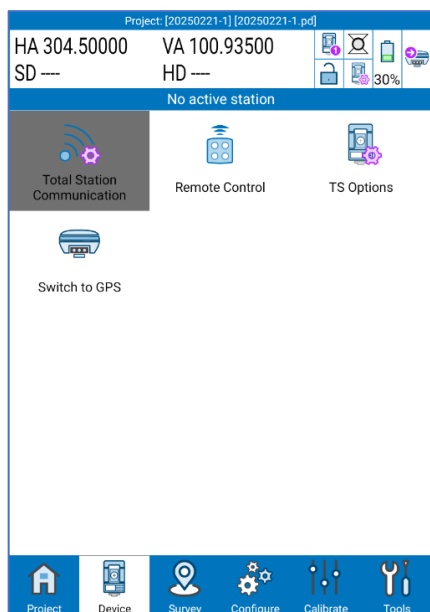 Project: [20250221-1] [20250221-1.pd]
HA 304.50000 VA 100.93500
SD ---- HD ----
1
30%
No active station
Total Station
Communication
Remote Control
TS Options
Switch to GPS
Project Device Survey Configure Calibrate Tools